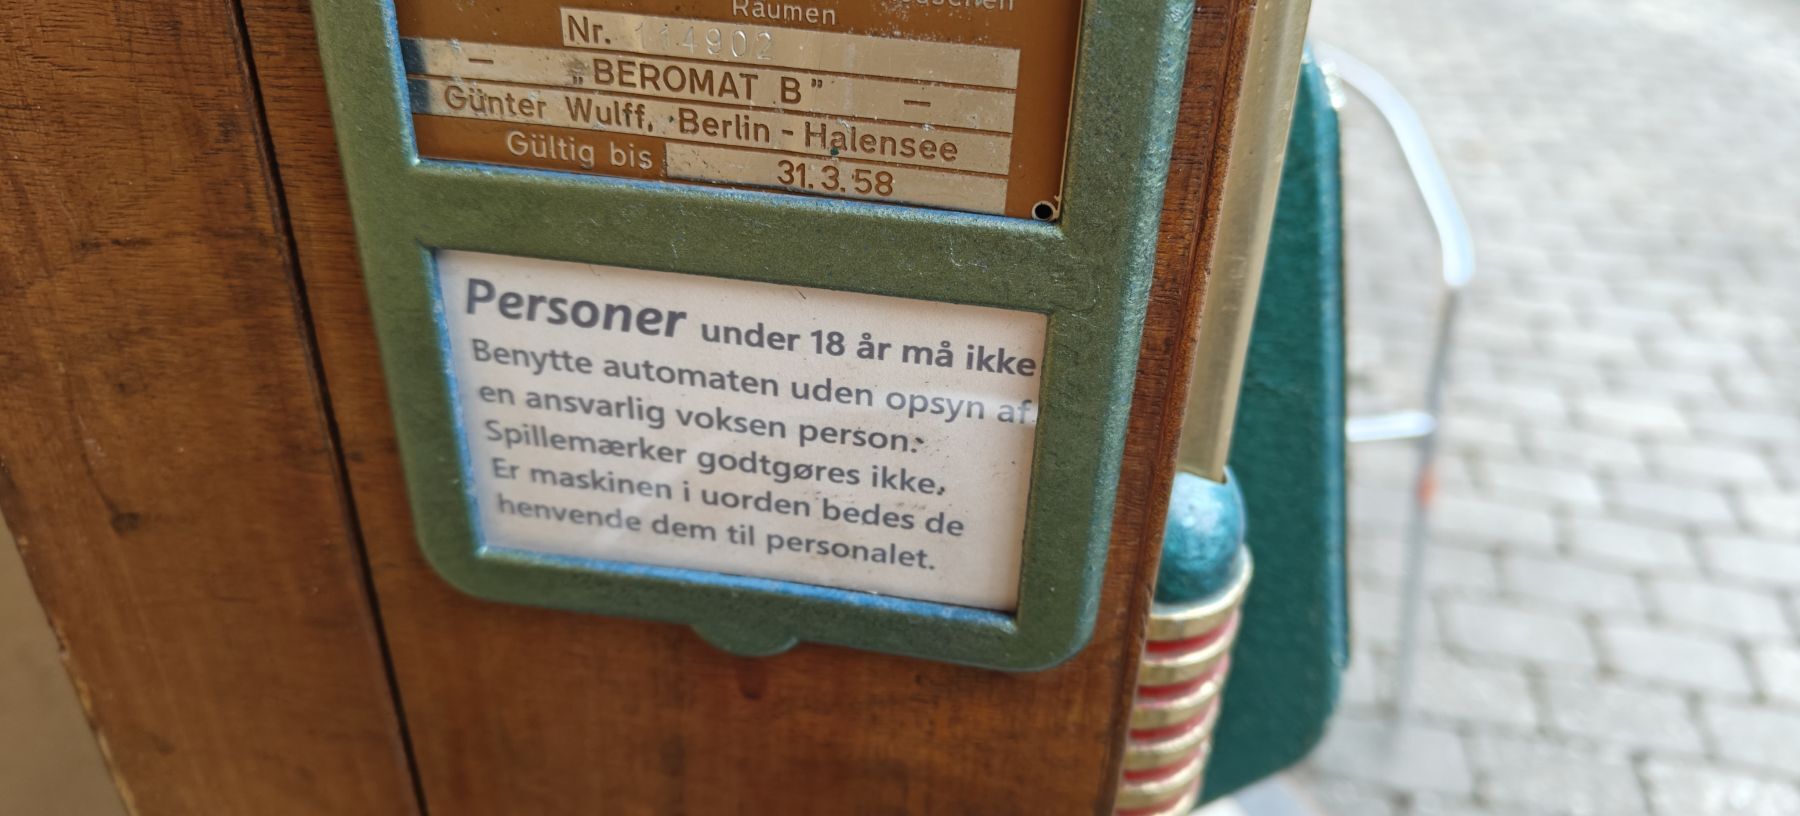 Räumen
Nr. 114902
— "BEROMAT B" —
Günter Wulff, Berlin - Halensee
Gültig bis 31.3.58
Personer under 18 år må ikke
Benytte automaten uden opsyn af
en ansvarlig voksen person.
Spillemærker godtgøres ikke,
Er maskinen i uorden bedes de
henvende dem til personalet.